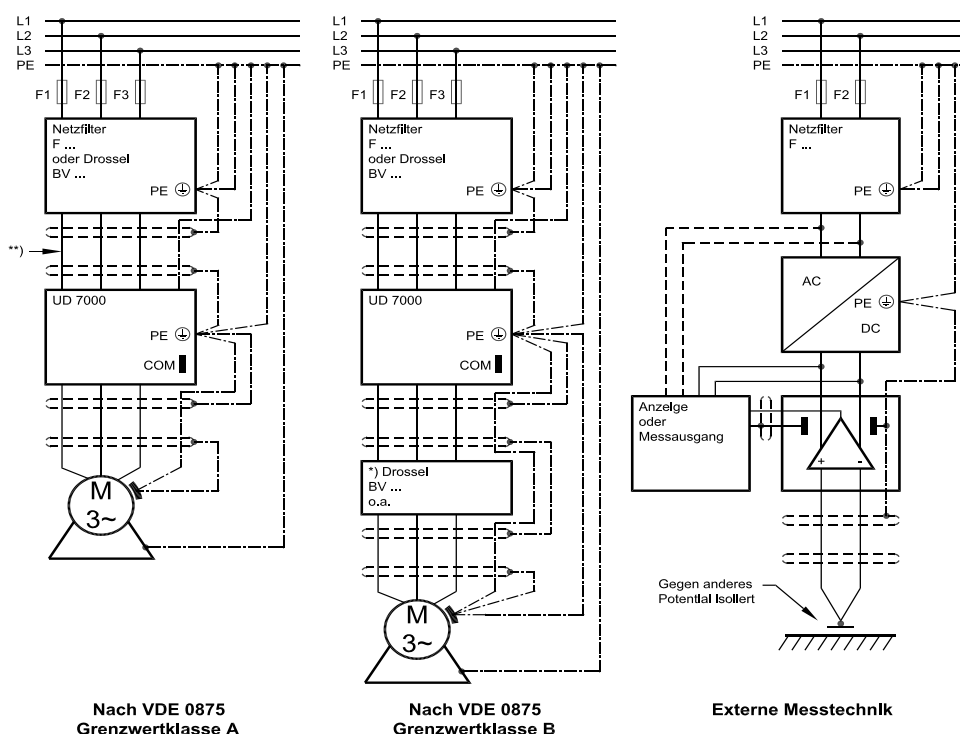 L1
L2
L3
PE
F1 F2 F3
Netzfilter
F ...
oder Drossel
BV ...
PE
**)
UD 7000
PE
COM
M
3~
Nach VDE 0875
Grenzwertklasse A
L1
L2
L3
PE
F1 F2 F3
Netzfilter
F ...
oder Drossel
BV ...
PE
UD 7000
PE
COM
*) Drossel
BV ...
o.a.
M
3~
Nach VDE 0875
Grenzwertklasse B
L1
L2
L3
PE
F1 F2
Netzfilter
F ...
PE
AC
PE
DC
Anzeige
oder
Messausgang
+ -
Gegen anderes
Potential Isoliert
Externe Messtechnik